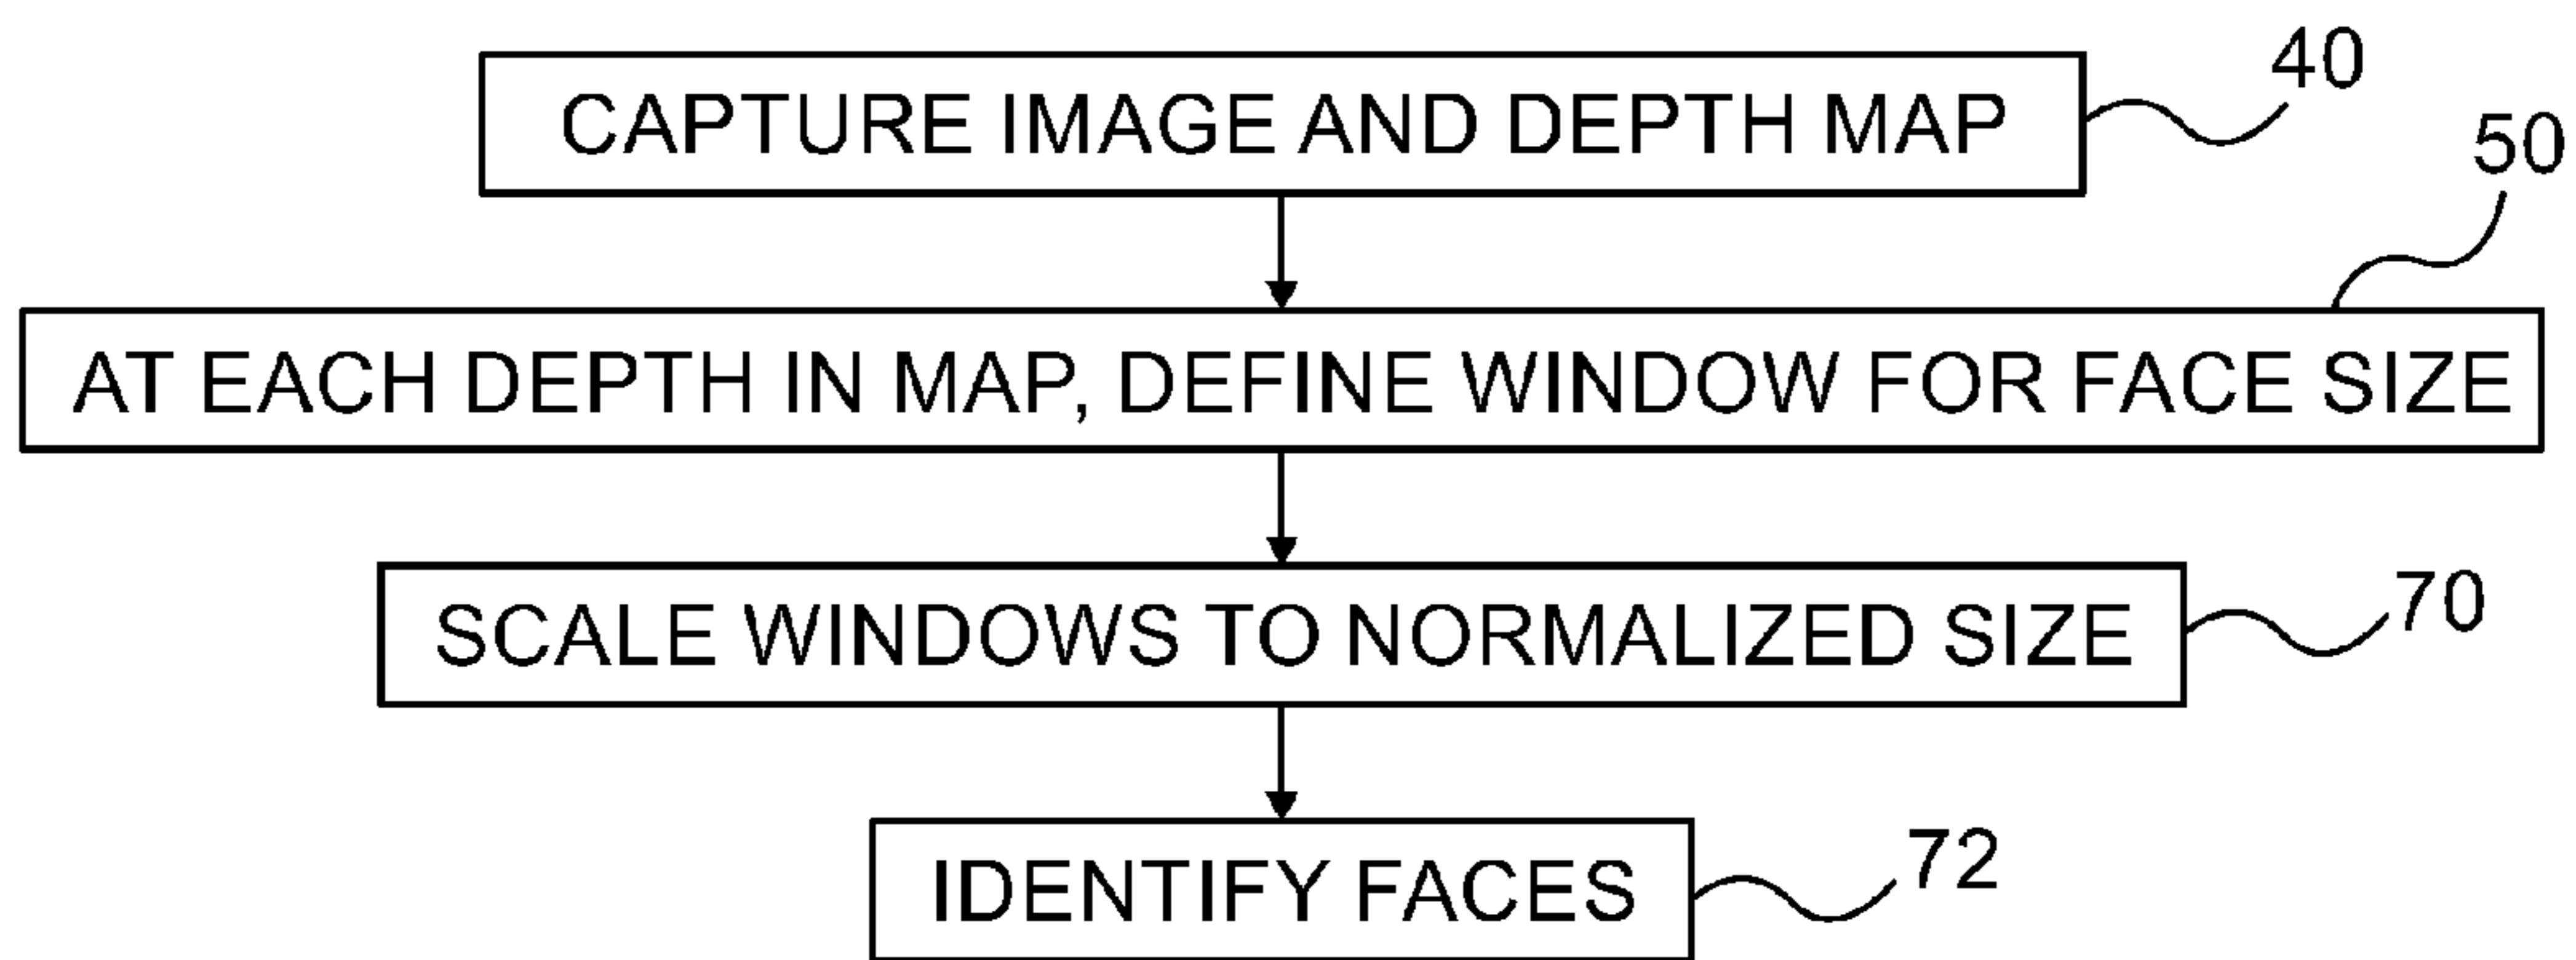 CAPTURE IMAGE AND DEPTH MAP
40
50
AT EACH DEPTH IN MAP, DEFINE WINDOW FOR FACE SIZE
SCALE WINDOWS TO NORMALIZED SIZE
70
IDENTIFY FACES
72